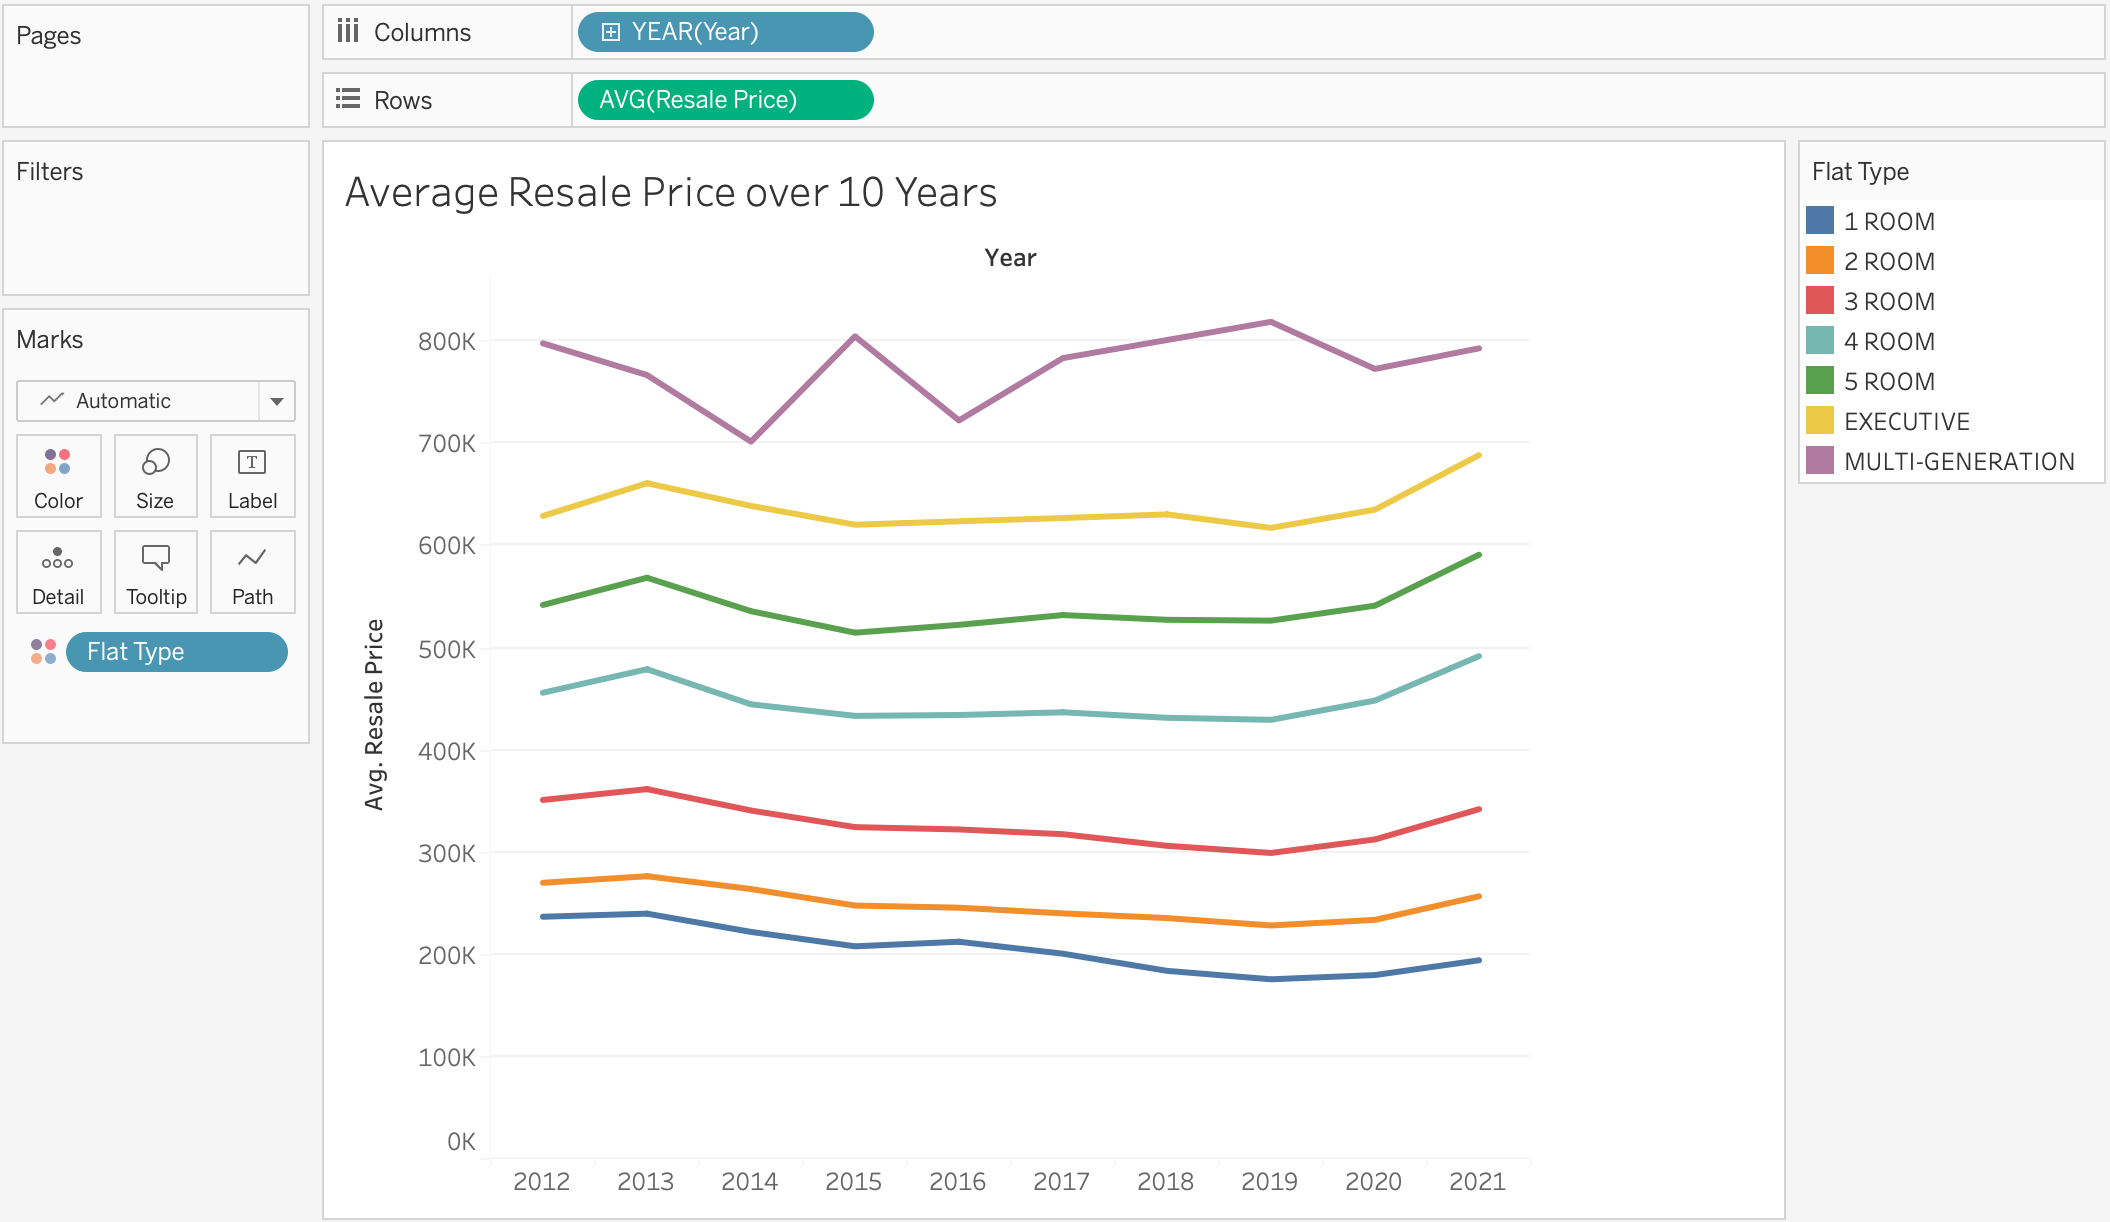 Pages
Columns
YEAR(Year)
Rows
AVG(Resale Price)
Filters
Marks
Automatic
Color
Size
T
Label
Detail
Tooltip
Path
Flat Type
Average Resale Price over 10 Years
Year
Avg. Resale Price
800K
700K
600K
500K
400K
300K
200K
100K
0K
2012 2013 2014 2015 2016 2017 2018 2019 2020 2021
Flat Type
1 ROOM
2 ROOM
3 ROOM
4 ROOM
5 ROOM
EXECUTIVE
MULTI-GENERATION